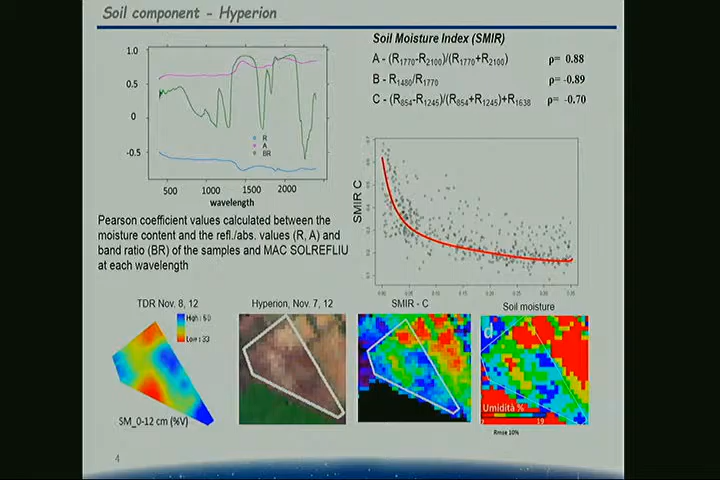 Soil component - Hyperion
Soil Moisture Index (SMIR)
A - (R1770-R2100)/(R1770+R2100) ρ= 0.88
B - R1480/R1770 ρ= -0.89
C - (R854-R1245)/(R854+R1245)+R1638 ρ= -0.70
1.0
0.5
0
-0.5
R
A
BR
500 1000 1500 2000
wavelength
Pearson coefficient values calculated between the
moisture content and the refl./abs. values (R, A) and
band ratio (BR) of the samples and MAC SOLREFLIU
at each wavelength
SMIR C
Soil moisture
TDR Nov. 8, 12
High : 50
Low : 33
SM_0-12 cm (%V)
Hyperion, Nov. 7, 12
SMIR - C
d
Umidità %
19
Rmse 10%
4